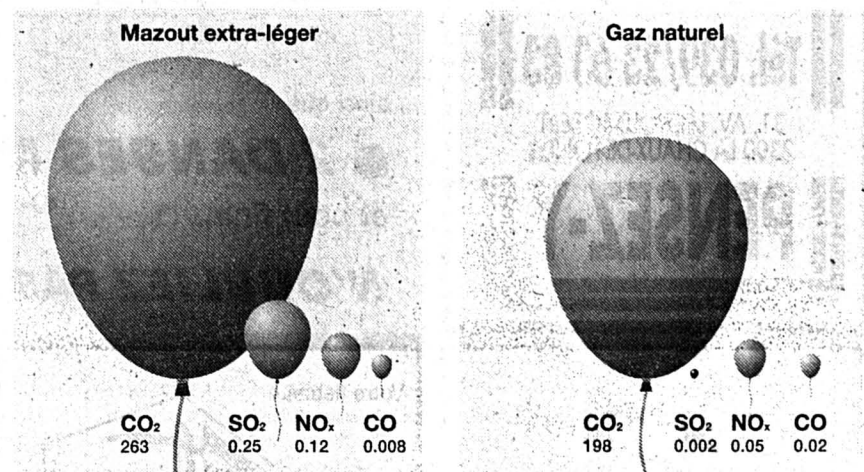 Mazout extra-léger
CO₂ SO₂ NOₓ CO
263 0.25 0.12 0.008
Gaz naturel
CO₂ SO₂ NOₓ CO
198 0.002 0.05 0.02